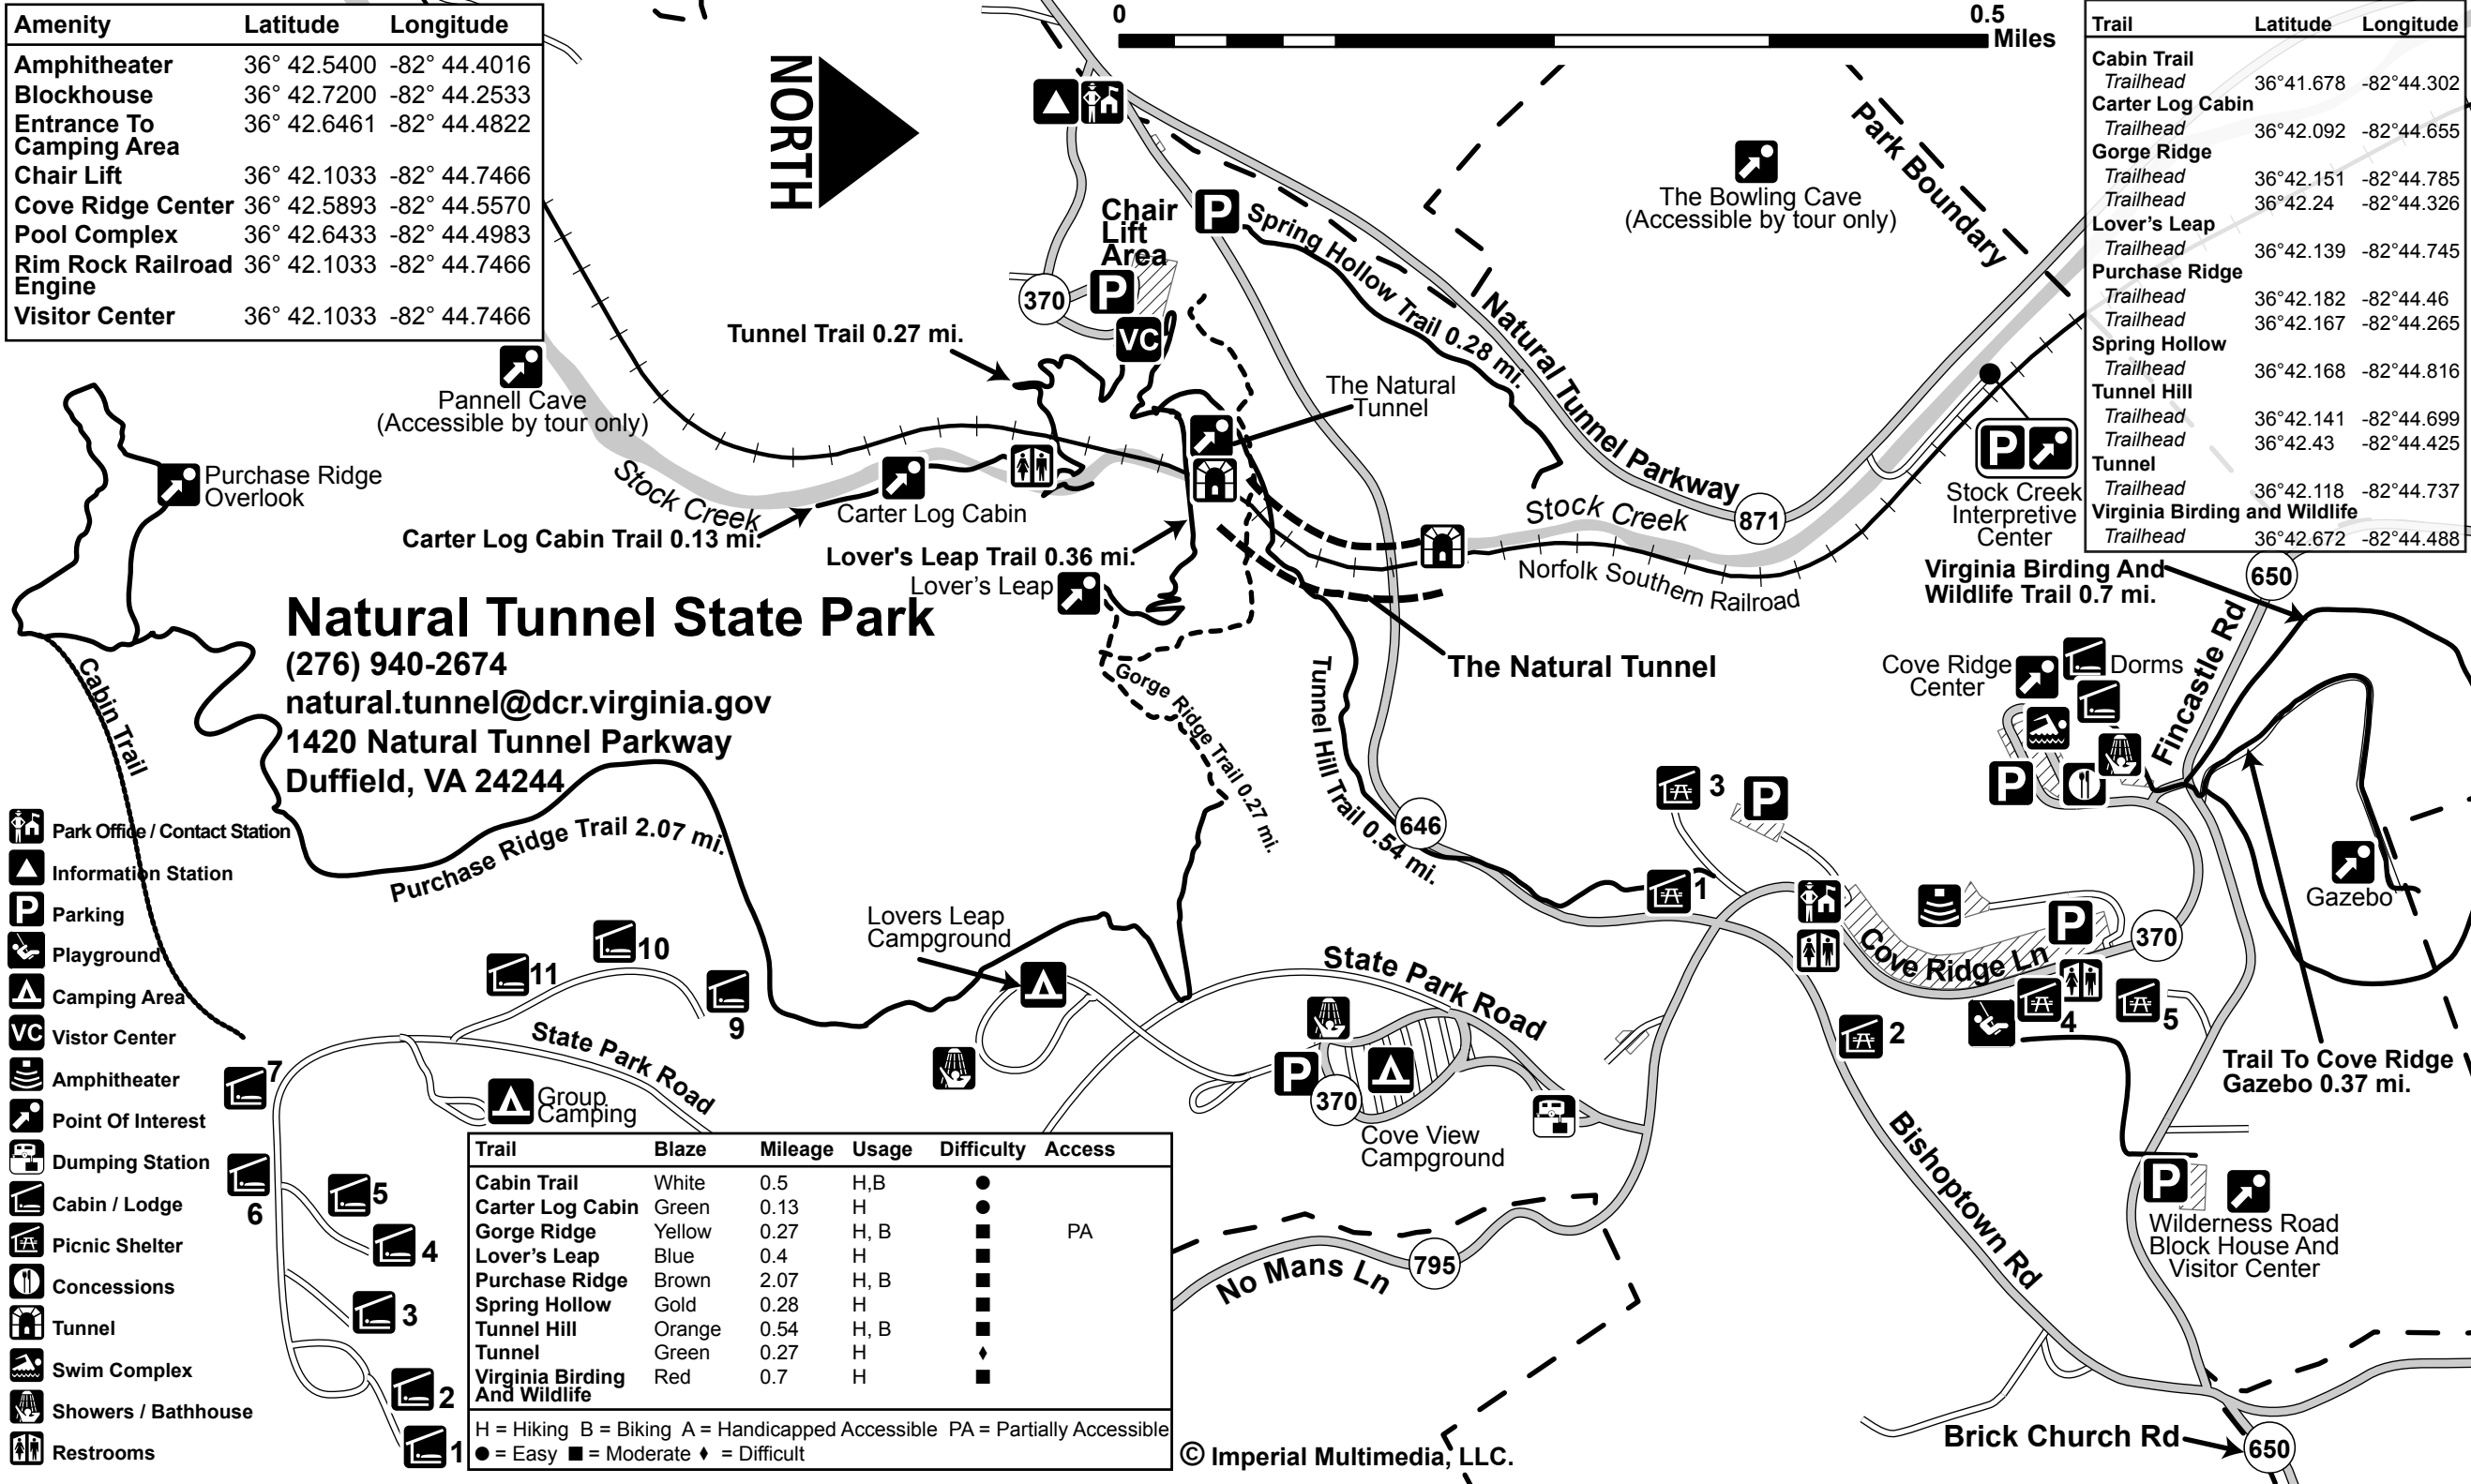 Amenity Latitude Longitude
Amphitheater 36° 42.5400 -82° 44.4016
Blockhouse 36° 42.7200 -82° 44.2533
Entrance To 36° 42.6461 -82° 44.4822
Camping Area
Chair Lift 36° 42.1033 -82° 44.7466
Cove Ridge Center 36° 42.5893 -82° 44.5570
Pool Complex 36° 42.6433 -82° 44.4983
Rim Rock Railroad 36° 42.1033 -82° 44.7466
Engine
Visitor Center 36° 42.1033 -82° 44.7466
NORTH
0 0.5
Miles
Trail Latitude Longitude
Cabin Trail
Trailhead 36°41.678 -82°44.302
Carter Log Cabin
Trailhead 36°42.092 -82°44.655
Gorge Ridge
Trailhead 36°42.151 -82°44.785
Trailhead 36°42.24 -82°44.326
Lover's Leap
Trailhead 36°42.139 -82°44.745
Purchase Ridge
Trailhead 36°42.182 -82°44.46
Trailhead 36°42.167 -82°44.265
Spring Hollow
Trailhead 36°42.168 -82°44.816
Tunnel Hill
Trailhead 36°42.141 -82°44.699
Trailhead 36°42.43 -82°44.425
Tunnel
Trailhead 36°42.118 -82°44.737
Virginia Birding and Wildlife
Trailhead 36°42.672 -82°44.488
Park Boundary
The Bowling Cave
(Accessible by tour only)
Chair
Lift
Area
P
P
VC
370
Spring Hollow Trail 0.28 mi.
Natural Tunnel Parkway
871
Tunnel Trail 0.27 mi.
The Natural
Tunnel
Pannell Cave
(Accessible by tour only)
Purchase Ridge
Overlook
Stock Creek
Carter Log Cabin
Carter Log Cabin Trail 0.13 mi.
Lover's Leap Trail 0.36 mi.
Lover's Leap
Stock Creek
Norfolk Southern Railroad
P
Stock Creek
Interpretive
Center
Virginia Birding And
Wildlife Trail 0.7 mi.
650
Fincastle Rd
Natural Tunnel State Park
(276) 940-2674
natural.tunnel@dcr.virginia.gov
1420 Natural Tunnel Parkway
Duffield, VA 24244
Cabin Trail
Gorge Ridge Trail 0.27 mi.
Tunnel Hill Trail 0.54 mi.
The Natural Tunnel
646
Cove Ridge
Center
Dorms
P
3
P
1
Purchase Ridge Trail 2.07 mi.
Gazebo
Cove Ridge Ln
P
370
4
5
2
Trail To Cove Ridge
Gazebo 0.37 mi.
Lovers Leap
Campground
State Park Road
P
370
Cove View
Campground
Bishoptown Rd
P
Wilderness Road
Block House And
Visitor Center
No Mans Ln
795
Brick Church Rd
650
11
10
9
State Park Road
Group
Camping
7
6
5
4
3
2
1
Park Office / Contact Station
Information Station
P Parking
Playground
Camping Area
VC Vistor Center
Amphitheater
Point Of Interest
Dumping Station
Cabin / Lodge
Picnic Shelter
Concessions
Tunnel
Swim Complex
Showers / Bathhouse
Restrooms
Trail Blaze Mileage Usage Difficulty Access
Cabin Trail White 0.5 H,B ●
Carter Log Cabin Green 0.13 H ●
Gorge Ridge Yellow 0.27 H, B ■ PA
Lover's Leap Blue 0.4 H ■
Purchase Ridge Brown 2.07 H, B ■
Spring Hollow Gold 0.28 H ■
Tunnel Hill Orange 0.54 H, B ■
Tunnel Green 0.27 H ♦
Virginia Birding Red 0.7 H ■
And Wildlife
H = Hiking B = Biking A = Handicapped Accessible PA = Partially Accessible
● = Easy ■ = Moderate ♦ = Difficult
© Imperial Multimedia, LLC.